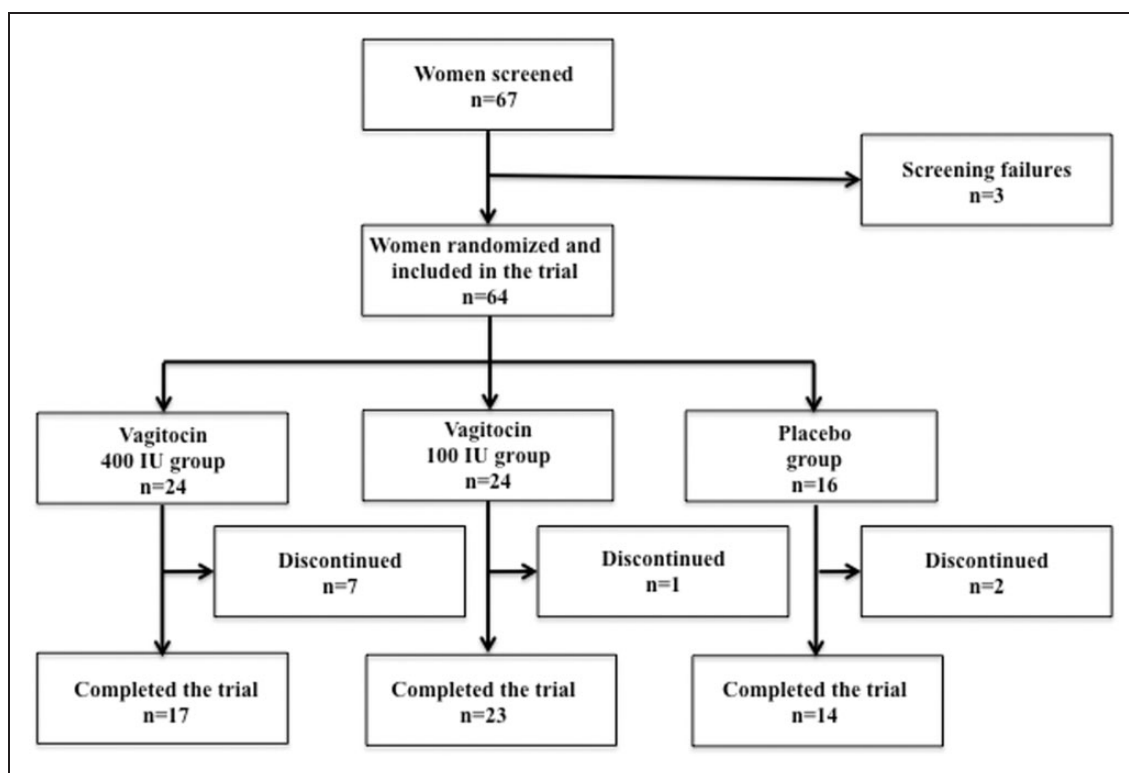 Women screened
n=67
Screening failures
n=3
Women randomized and
included in the trial
n=64
Vagitocin
400 IU group
n=24
Vagitocin
100 IU group
n=24
Placebo
group
n=16
Discontinued
n=7
Discontinued
n=1
Discontinued
n=2
Completed the trial
n=17
Completed the trial
n=23
Completed the trial
n=14